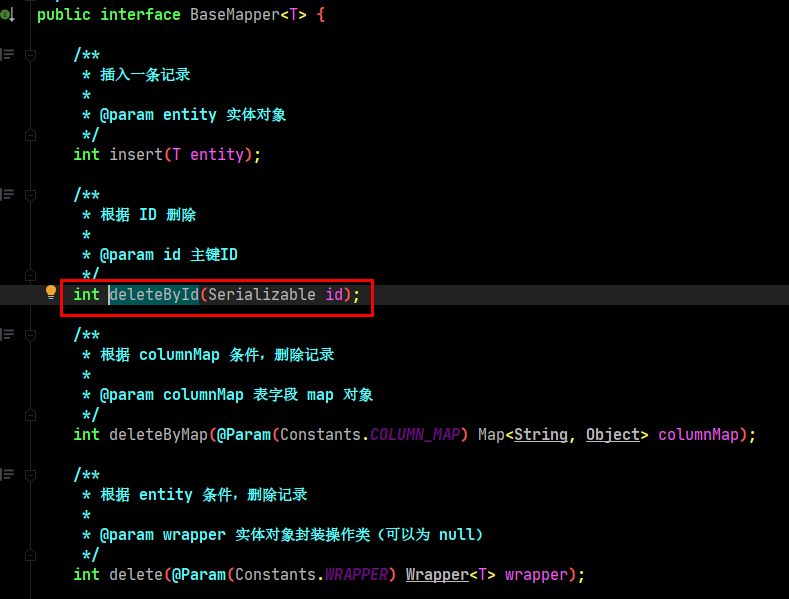 public interface BaseMapper<T> {
/**
* 插入一条记录
*
* @param entity 实体对象
*/
int insert(T entity);
/**
* 根据 ID 删除
*
* @param id 主键ID
*/
int deleteById(Serializable id);
/**
* 根据 columnMap 条件，删除记录
*
* @param columnMap 表字段 map 对象
*/
int deleteByMap(@Param(Constants.COLUMN_MAP) Map<String, Object> columnMap);
/**
* 根据 entity 条件，删除记录
*
* @param wrapper 实体对象封装操作类（可以为 null）
*/
int delete(@Param(Constants.WRAPPER) Wrapper<T> wrapper);